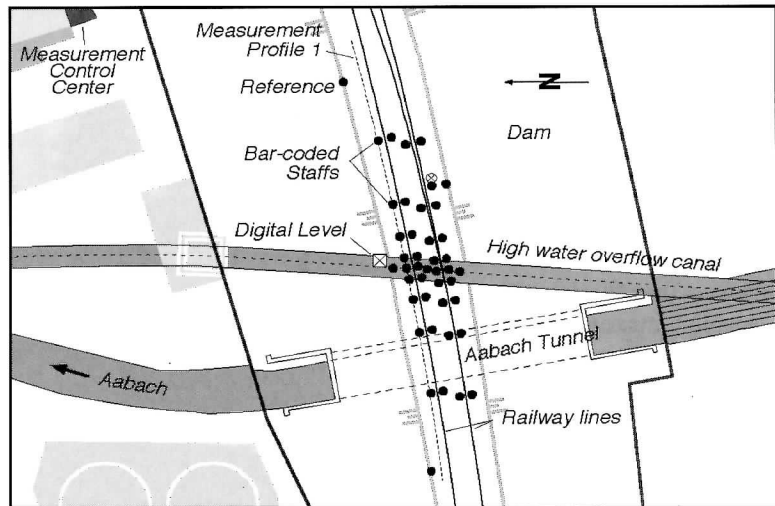 Measurement
Profile 1
Measurement
Control
Center
Reference
N
Dam
Bar-coded
Staffs
Digital Level
High water overflow canal
Aabach Tunnel
Aabach
Railway lines